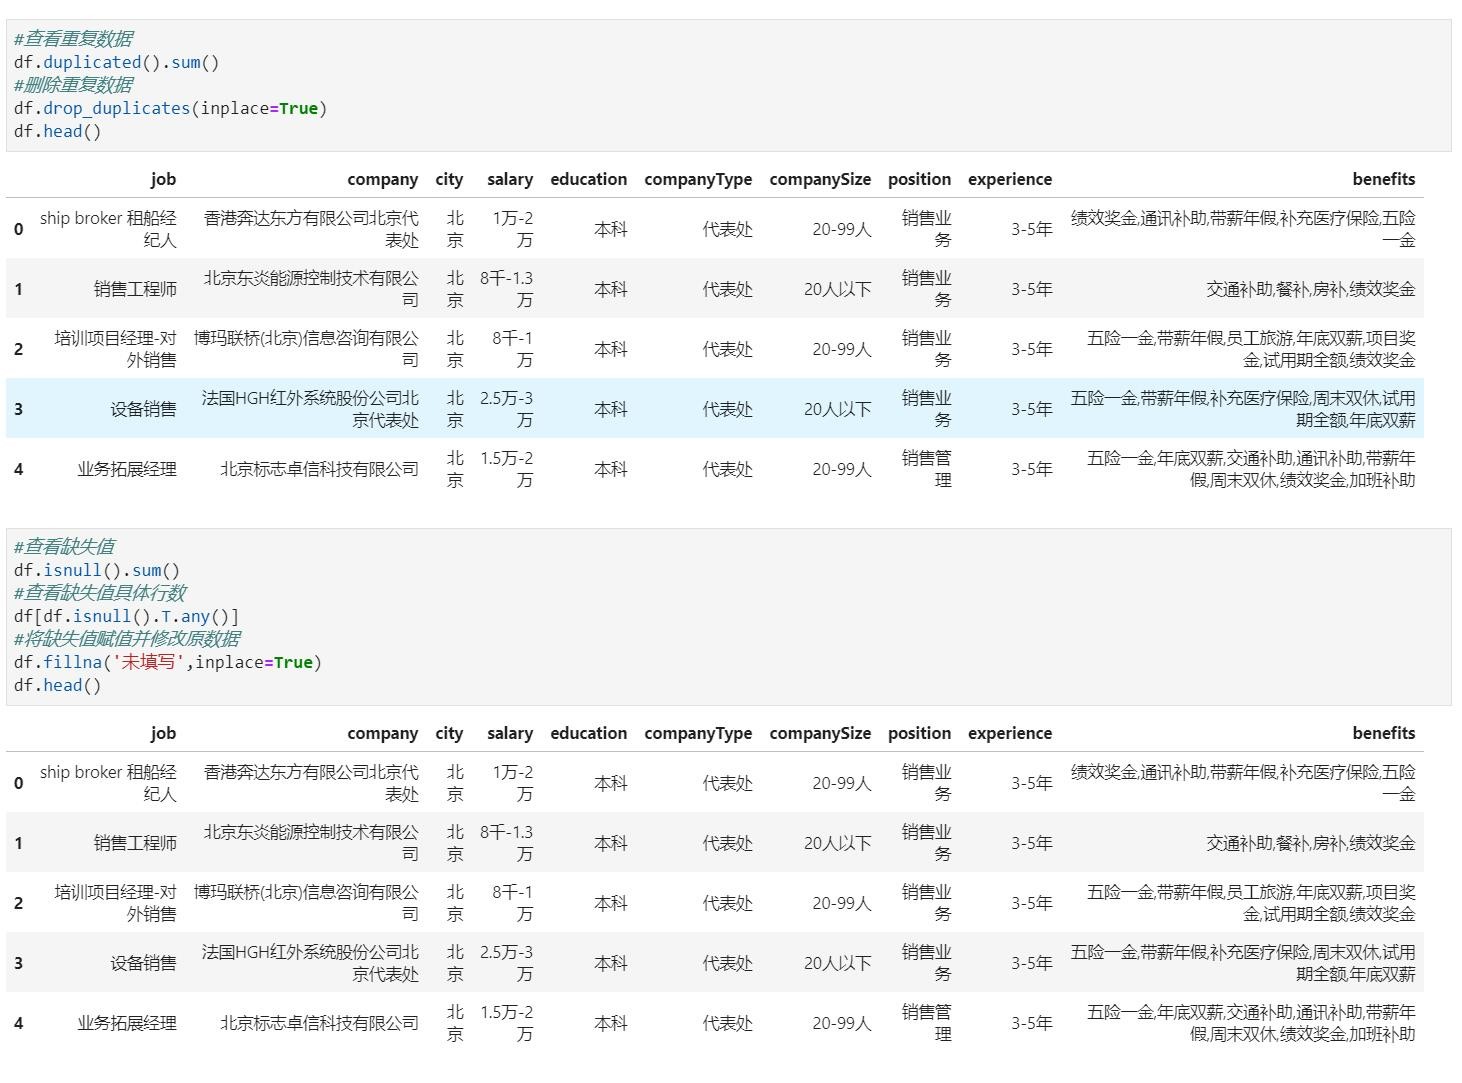 #查看重复数据
df.duplicated().sum()
#删除重复数据
df.drop_duplicates(inplace=True)
df.head()
job company city salary education companyType companySize position experience benefits
0 ship broker 租船经 香港奔达东方有限公司北京代 北 1万-2 本科 代表处 20-99人 销售业 3-5年 绩效奖金,通讯补助,带薪年假,补充医疗保险,五险
纪人 表处 京 万 务 一金
1 销售工程师 北京东炎能源控制技术有限公 北 8千-1.3 本科 代表处 20人以下 销售业 3-5年 交通补助,餐补,房补,绩效奖金
司 京 万 务
2 培训项目经理-对 博玛联桥(北京)信息咨询有限公 北 8千-1 本科 代表处 20-99人 销售业 3-5年 五险一金,带薪年假,员工旅游,年底双薪,项目奖
外销售 司 京 万 务 金,试用期全额,绩效奖金
3 设备销售 法国HGH红外系统股份公司北 北 2.5万-3 本科 代表处 20人以下 销售业 3-5年 五险一金,带薪年假,补充医疗保险,周末双休,试用
京代表处 京 万 务 期全额,年底双薪
4 业务拓展经理 北京标志卓信科技有限公司 北 1.5万-2 本科 代表处 20-99人 销售管 3-5年 五险一金,年底双薪,交通补助,通讯补助,带薪年
京 万 理 假,周末双休,绩效奖金,加班补助
#查看缺失值
df.isnull().sum()
#查看缺失值具体行数
df[df.isnull().T.any()]
#将缺失值赋值并修改原数据
df.fillna('未填写',inplace=True)
df.head()
job company city salary education companyType companySize position experience benefits
0 ship broker 租船经 香港奔达东方有限公司北京代 北 1万-2 本科 代表处 20-99人 销售业 3-5年 绩效奖金,通讯补助,带薪年假,补充医疗保险,五险
纪人 表处 京 万 务 一金
1 销售工程师 北京东炎能源控制技术有限公 北 8千-1.3 本科 代表处 20人以下 销售业 3-5年 交通补助,餐补,房补,绩效奖金
司 京 万 务
2 培训项目经理-对 博玛联桥(北京)信息咨询有限公 北 8千-1 本科 代表处 20-99人 销售业 3-5年 五险一金,带薪年假,员工旅游,年底双薪,项目奖
外销售 司 京 万 务 金,试用期全额,绩效奖金
3 设备销售 法国HGH红外系统股份公司北 北 2.5万-3 本科 代表处 20人以下 销售业 3-5年 五险一金,带薪年假,补充医疗保险,周末双休,试用
京代表处 京 万 务 期全额,年底双薪
4 业务拓展经理 北京标志卓信科技有限公司 北 1.5万-2 本科 代表处 20-99人 销售管 3-5年 五险一金,年底双薪,交通补助,通讯补助,带薪年
京 万 理 假,周末双休,绩效奖金,加班补助